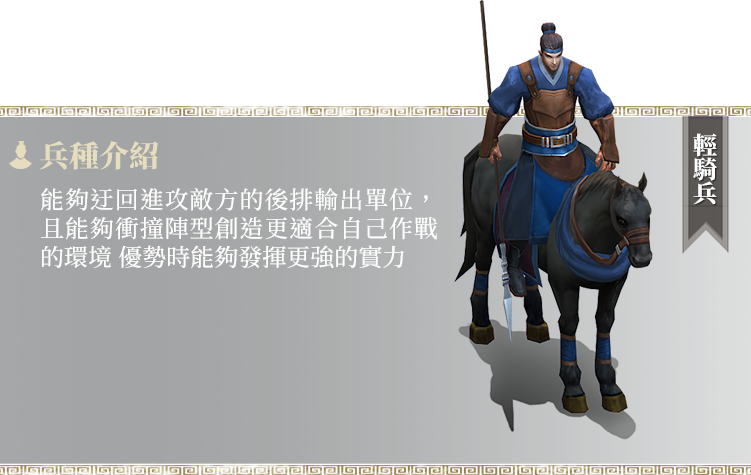 兵種介紹
能夠迂回進攻敵方的後排輸出單位，
且能夠衝撞陣型創造更適合自己作戰
的環境 優勢時能夠發揮更強的實力
輕騎兵